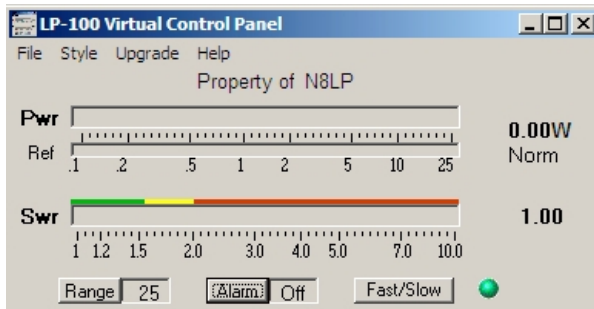 LP-100 Virtual Control Panel
File Style Upgrade Help
Property of N8LP
Pwr
0.00W
Ref
Norm
.1 .2 .5 1 2 5 10 25
Swr
1.00
1 1.2 1.5 2.0 3.0 4.0 5.0 7.0 10.0
Range 25 Alarm Off Fast/Slow